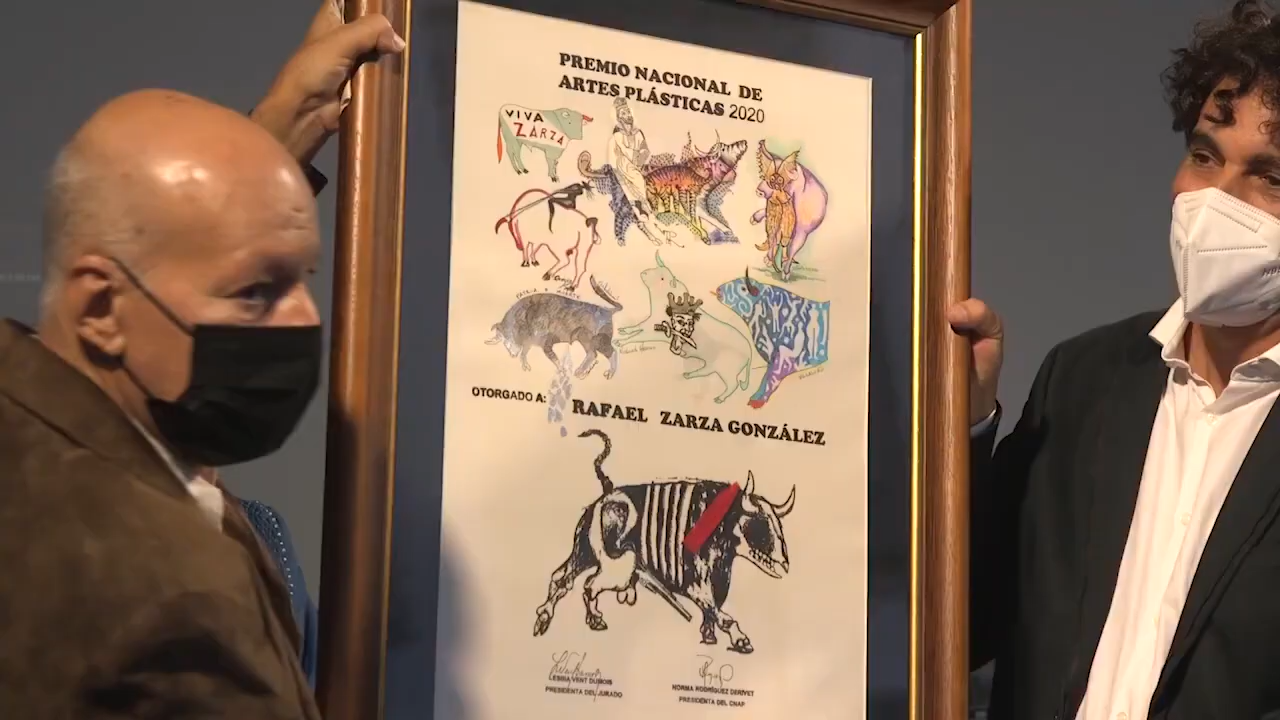 PREMIO NACIONAL DE
ARTES PLÁSTICAS 2020
VIVA
ZARZA
OTORGADO A:
RAFAEL ZARZA GONZÁLEZ
LESBIA VENT DUMOIS
PRESIDENTA DEL JURADO
NORMA RODRÍGUEZ DERIVET
PRESIDENTA DEL CNAP